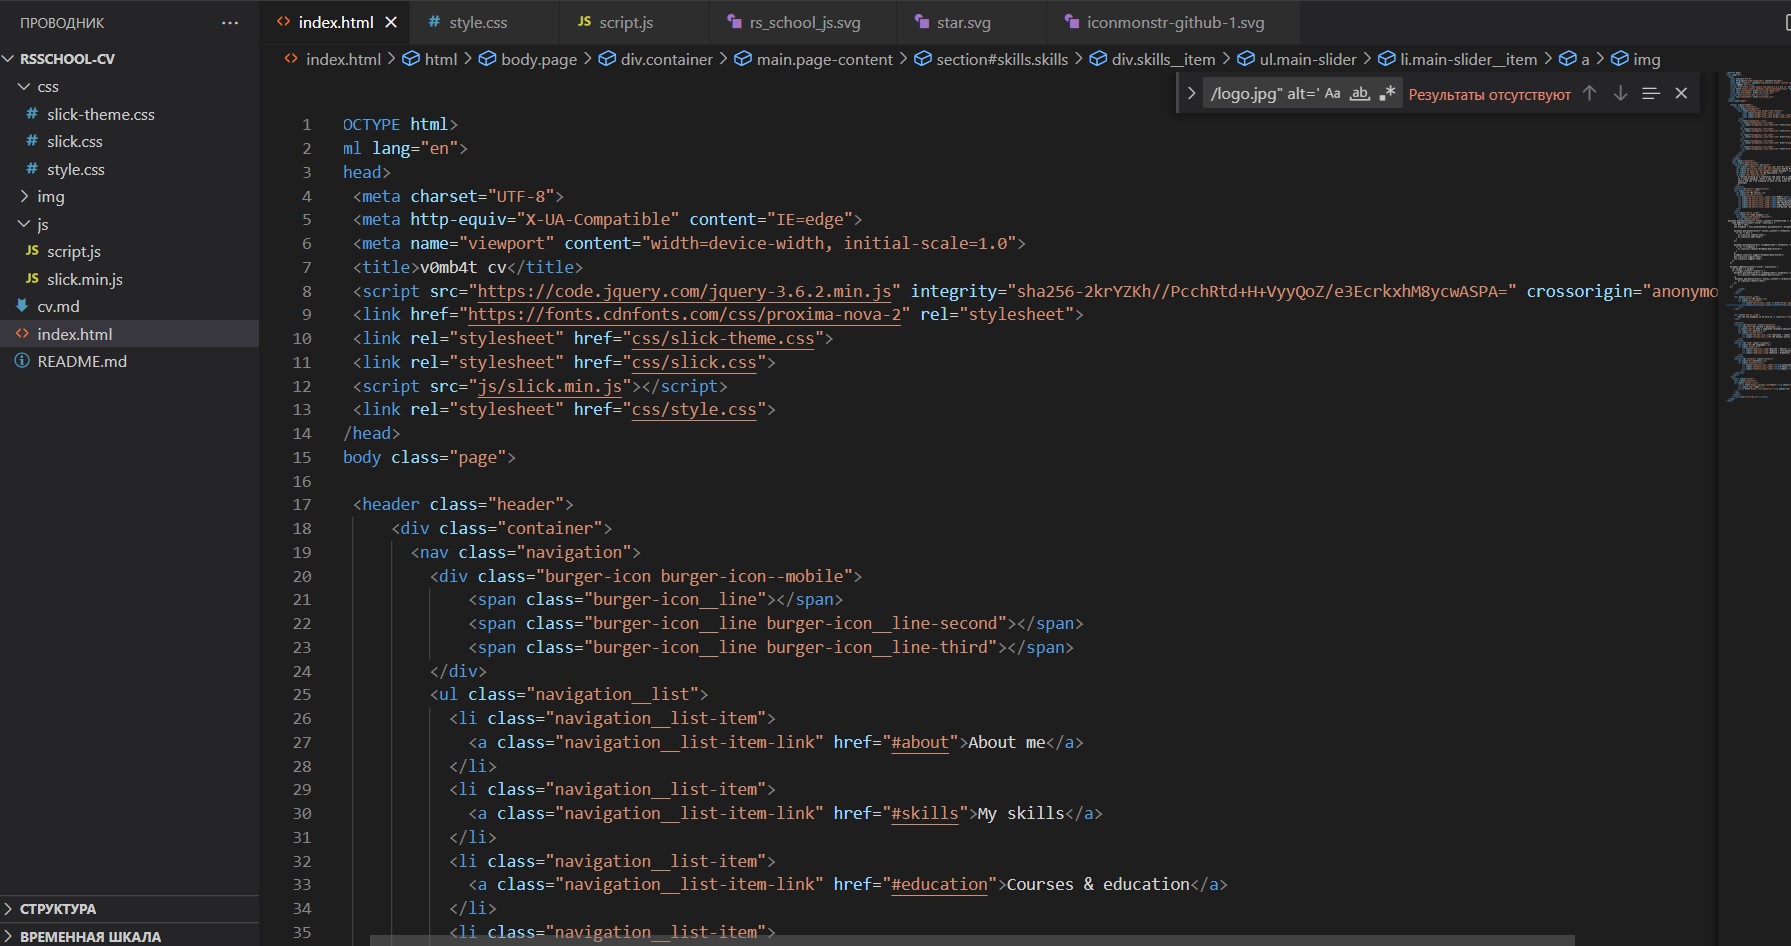 ПРОВОДНИК ···
RSSCHOOL-CV
css
# slick-theme.css
# slick.css
# style.css
img
js
JS script.js
JS slick.min.js
cv.md
<> index.html
README.md
СТРУКТУРА
ВРЕМЕННАЯ ШКАЛА
<> index.html # style.css JS script.js rs_school_js.svg star.svg iconmonstr-github-1.svg
<> index.html > html > body.page > div.container > main.page-content > section#skills.skills > div.skills__item > ul.main-slider > li.main-slider__item > a > img
/logo.jpg" alt=' Aa ab, .* Результаты отсутствуют
1 OCTYPE html>
2 ml lang="en">
3 head>
4 <meta charset="UTF-8">
5 <meta http-equiv="X-UA-Compatible" content="IE=edge">
6 <meta name="viewport" content="width=device-width, initial-scale=1.0">
7 <title>v0mb4t cv</title>
8 <script src="https://code.jquery.com/jquery-3.6.2.min.js" integrity="sha256-2krYZKh//PcchRtd+H+VyyQoZ/e3EcrkxhM8ycwASPA=" crossorigin="anonymo
9 <link href="https://fonts.cdnfonts.com/css/proxima-nova-2" rel="stylesheet">
10 <link rel="stylesheet" href="css/slick-theme.css">
11 <link rel="stylesheet" href="css/slick.css">
12 <script src="js/slick.min.js"></script>
13 <link rel="stylesheet" href="css/style.css">
14 /head>
15 body class="page">
16
17 <header class="header">
18 <div class="container">
19 <nav class="navigation">
20 <div class="burger-icon burger-icon--mobile">
21 <span class="burger-icon__line"></span>
22 <span class="burger-icon__line burger-icon__line-second"></span>
23 <span class="burger-icon__line burger-icon__line-third"></span>
24 </div>
25 <ul class="navigation__list">
26 <li class="navigation__list-item">
27 <a class="navigation__list-item-link" href="#about">About me</a>
28 </li>
29 <li class="navigation__list-item">
30 <a class="navigation__list-item-link" href="#skills">My skills</a>
31 </li>
32 <li class="navigation__list-item">
33 <a class="navigation__list-item-link" href="#education">Courses & education</a>
34 </li>
35 <li class="navigation__list-item">